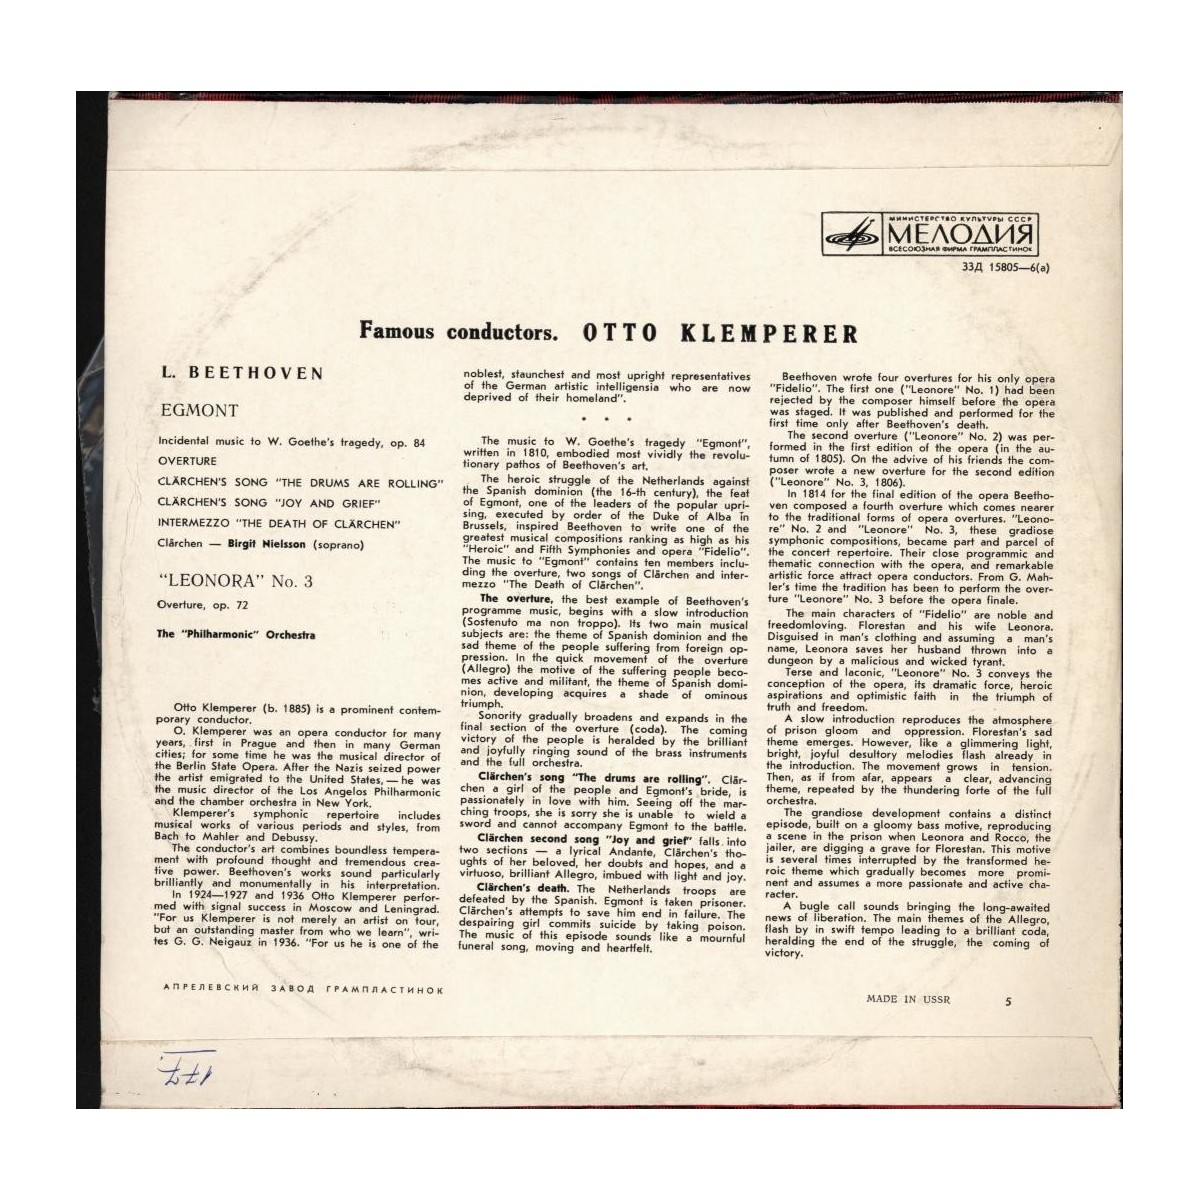 МИНИСТЕРСТВО КУЛЬТУРЫ СССР
МЕЛОДИЯ
ВСЕСОЮЗНАЯ ФИРМА ГРАМПЛАСТИНОК
33Д 15805—6(а)
Famous conductors. OTTO KLEMPERER
L. BEETHOVEN
EGMONT
Incidental music to W. Goethe's tragedy, op. 84
OVERTURE
CLÄRCHEN'S SONG "THE DRUMS ARE ROLLING"
CLÄRCHEN'S SONG "JOY AND GRIEF"
INTERMEZZO "THE DEATH OF CLÄRCHEN"
Clärchen — Birgit Nielsson (soprano)
"LEONORA" No. 3
Overture, op. 72
The "Philharmonic" Orchestra
Otto Klemperer (b. 1885) is a prominent contem-
porary conductor.
O. Klemperer was an opera conductor for many
years, first in Prague and then in many German
cities; for some time he was the musical director of
the Berlin State Opera. After the Nazis seized power
the artist emigrated to the United States, — he was
the music director of the Los Angelos Philharmonic
and the chamber orchestra in New York.
Klemperer's symphonic repertoire includes
musical works of various periods and styles, from
Bach to Mahler and Debussy.
The conductor's art combines boundless tempera-
ment with profound thought and tremendous crea-
tive power. Beethoven's works sound particularly
brilliantly and monumentally in his interpretation.
In 1924—1927 and 1936 Otto Klemperer perfor-
med with signal success in Moscow and Leningrad.
"For us Klemperer is not merely an artist on tour,
but an outstanding master from who we learn", wri-
tes G. G. Neigauz in 1936. "For us he is one of the
noblest, staunchest and most upright representatives
of the German artistic intelligensia who are now
deprived of their homeland".
* * *
The music to W. Goethe's tragedy "Egmont",
written in 1810, embodied most vividly the revolu-
tionary pathos of Beethoven's art.
The heroic struggle of the Netherlands against
the Spanish dominion (the 16-th century), the feat
of Egmont, one of the leaders of the popular upri-
sing, executed by order of the Duke of Alba in
Brussels, inspired Beethoven to write one of the
greatest musical compositions ranking as high as his
"Heroic" and Fifth Symphonies and opera "Fidelio".
The music to "Egmont" contains ten members inclu-
ding the overture, two songs of Clärchen and inter-
mezzo "The Death of Clärchen".
The overture, the best example of Beethoven's
programme music, begins with a slow introduction
(Sostenuto ma non troppo). Its two main musical
subjects are: the theme of Spanish dominion and the
sad theme of the people suffering from foreign op-
pression. In the quick movement of the overture
(Allegro) the motive of the suffering people beco-
mes active and militant, the theme of Spanish domi-
nion, developing acquires a shade of ominous
triumph.
Sonority gradually broadens and expands in the
final section of the overture (coda). The coming
victory of the people is heralded by the brilliant
and joyfully ringing sound of the brass instruments
and the full orchestra.
Clärchen's song "The drums are rolling". Clär-
chen a girl of the people and Egmont's bride, is
passionately in love with him. Seeing off the mar-
ching troops, she is sorry she is unable to wield a
sword and cannot accompany Egmont to the battle.
Clärchen second song "Joy and grief" falls into
two sections — a lyrical Andante, Clärchen's tho-
ughts of her beloved, her doubts and hopes, and a
virtuoso, brilliant Allegro, imbued with light and joy.
Clärchen's death. The Netherlands troops are
defeated by the Spanish. Egmont is taken prisoner.
Clärchen's attempts to save him end in failure. The
despairing girl commits suicide by taking poison.
The music of this episode sounds like a mournful
funeral song, moving and heartfelt.
Beethoven wrote four overtures for his only opera
"Fidelio". The first one ("Leonore" No. 1) had been
rejected by the composer himself before the opera
was staged. It was published and performed for the
first time only after Beethoven's death.
The second overture ("Leonore" No. 2) was per-
formed in the first edition of the opera (in the au-
tumn of 1805). On the advive of his friends the com-
poser wrote a new overture for the second edition
("Leonore" No. 3, 1806).
In 1814 for the final edition of the opera Beetho-
ven composed a fourth overture which comes nearer
to the traditional forms of opera overtures. "Leono-
re" No. 2 and "Leonore" No. 3, these gradiose
symphonic compositions, became part and parcel of
the concert repertoire. Their close programmic and
thematic connection with the opera, and remarkable
artistic force attract opera conductors. From G. Mah-
ler's time the tradition has been to perform the over-
ture "Leonore" No. 3 before the opera finale.
The main characters of "Fidelio" are noble and
freedomloving. Florestan and his wife Leonora.
Disguised in man's clothing and assuming a man's
name, Leonora saves her husband thrown into a
dungeon by a malicious and wicked tyrant.
Terse and laconic, "Leonore" No. 3 conveys the
conception of the opera, its dramatic force, heroic
aspirations and optimistic faith in the triumph of
truth and freedom.
A slow introduction reproduces the atmosphere
of prison gloom and oppression. Florestan's sad
theme emerges. However, like a glimmering light,
bright, joyful desultory melodies flash already in
the introduction. The movement grows in tension.
Then, as if from afar, appears a clear, advancing
theme, repeated by the thundering forte of the full
orchestra.
The grandiose development contains a distinct
episode, built on a gloomy bass motive, reproducing
a scene in the prison when Leonora and Rocco, the
jailer, are digging a grave for Florestan. This motive
is several times interrupted by the transformed he-
roic theme which gradually becomes more promi-
nent and assumes a more passionate and active cha-
racter.
A bugle call sounds bringing the long-awaited
news of liberation. The main themes of the Allegro,
flash by in swift tempo leading to a brilliant coda,
heralding the end of the struggle, the coming of
victory.
АПРЕЛЕВСКИЙ ЗАВОД ГРАМПЛАСТИНОК
MADE IN USSR 5